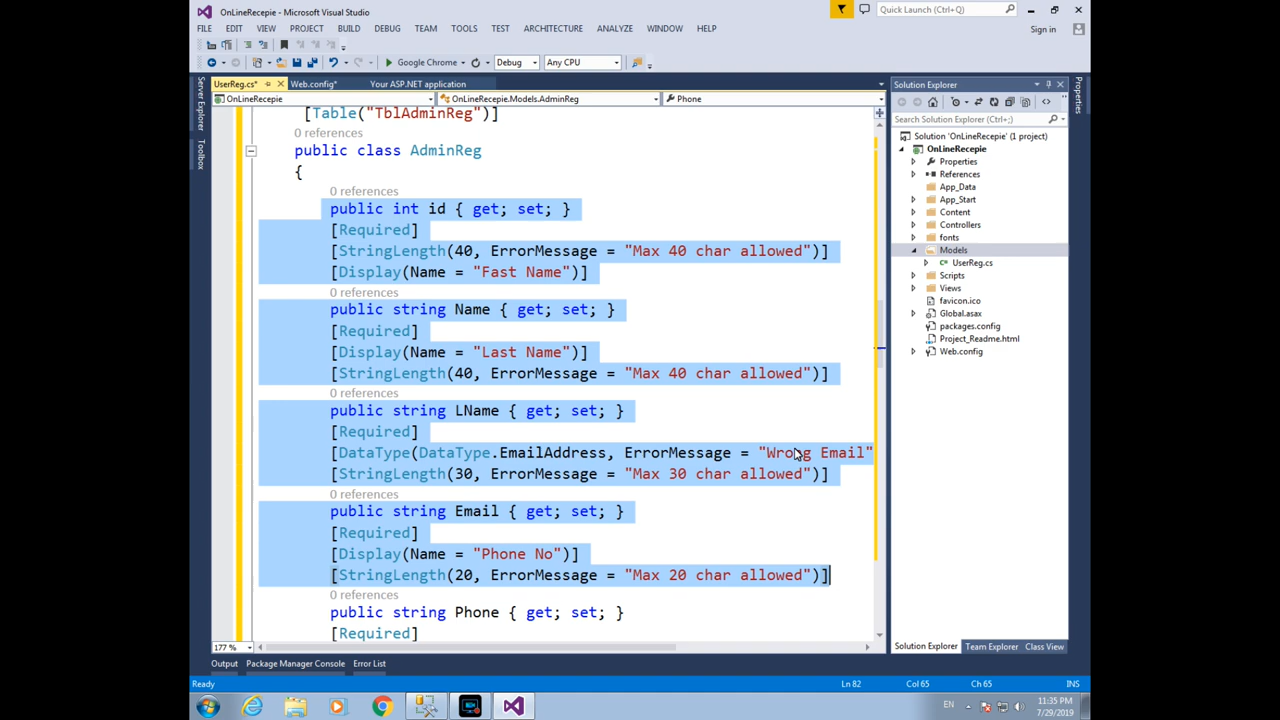 OnLineRecepie - Microsoft Visual Studio
Quick Launch (Ctrl+Q)
FILE EDIT VIEW PROJECT BUILD DEBUG TEAM TOOLS TEST ARCHITECTURE ANALYZE WINDOW HELP
Sign in
Google Chrome Debug Any CPU
Server Explorer
Toolbox
UserReg.cs* Web.config* Your ASP.NET application
OnLineRecepie OnLineRecepie.Models.AdminReg Phone
[Table("TblAdminReg")]
0 references
public class AdminReg
{
0 references
public int id { get; set; }
[Required]
[StringLength(40, ErrorMessage = "Max 40 char allowed")]
[Display(Name = "Fast Name")]
0 references
public string Name { get; set; }
[Required]
[Display(Name = "Last Name")]
[StringLength(40, ErrorMessage = "Max 40 char allowed")]
0 references
public string LName { get; set; }
[Required]
[DataType(DataType.EmailAddress, ErrorMessage = "Wrong Email"
[StringLength(30, ErrorMessage = "Max 30 char allowed")]
0 references
public string Email { get; set; }
[Required]
[Display(Name = "Phone No")]
[StringLength(20, ErrorMessage = "Max 20 char allowed")]
0 references
public string Phone { get; set; }
[Required]
177 %
Solution Explorer
Search Solution Explorer (Ctrl+;)
Solution 'OnLineRecepie' (1 project)
OnLineRecepie
Properties
References
App_Data
App_Start
Content
Controllers
fonts
Models
UserReg.cs
Scripts
Views
favicon.ico
Global.asax
packages.config
Project_Readme.html
Web.config
Solution Explorer Team Explorer Class View
Properties
Output Package Manager Console Error List
Ready Ln 82 Col 65 Ch 65 INS
EN
11:35 PM
7/29/2019